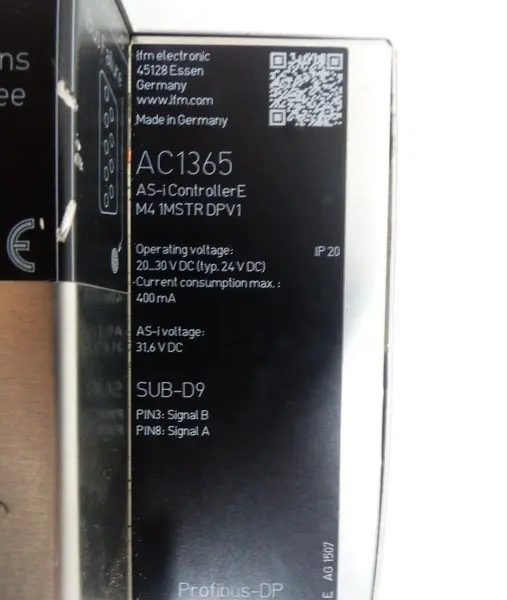 ifm electronic
45128 Essen
Germany
www.ifm.com
Made in Germany
AC1365
AS-i ControllerE
M4 1MSTR DPV1
Operating voltage:
IP 20
20...30 V DC (typ. 24 V DC)
Current consumption max.:
400 mA
AS-i voltage:
31,6 V DC
SUB-D9
PIN3: Signal B
PIN8: Signal A
Profibus-DP
E AG 1507
ns
ee
CE